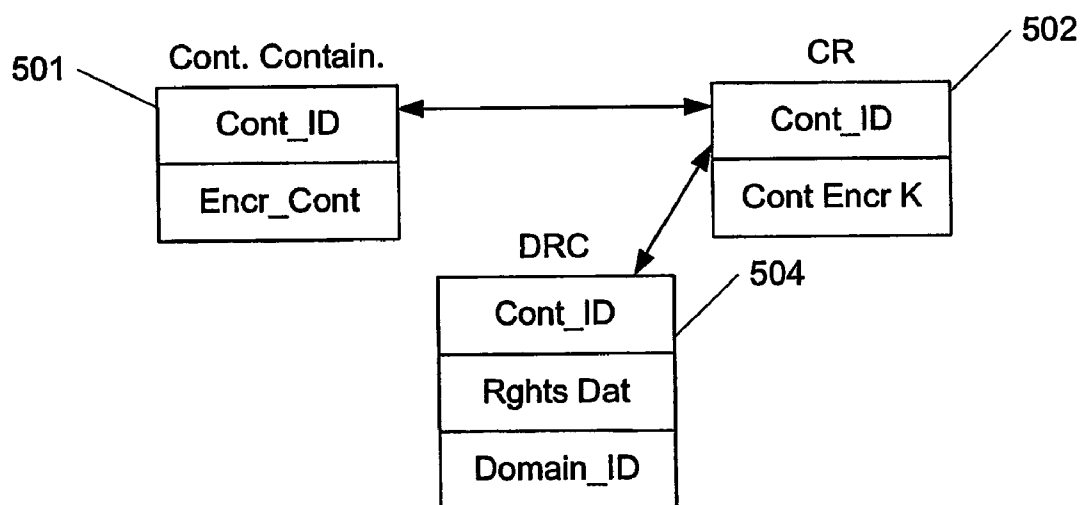 501
Cont. Contain.
Cont_ID
Encr_Cont
CR
502
Cont_ID
Cont Encr K
DRC
504
Cont_ID
Rghts Dat
Domain_ID